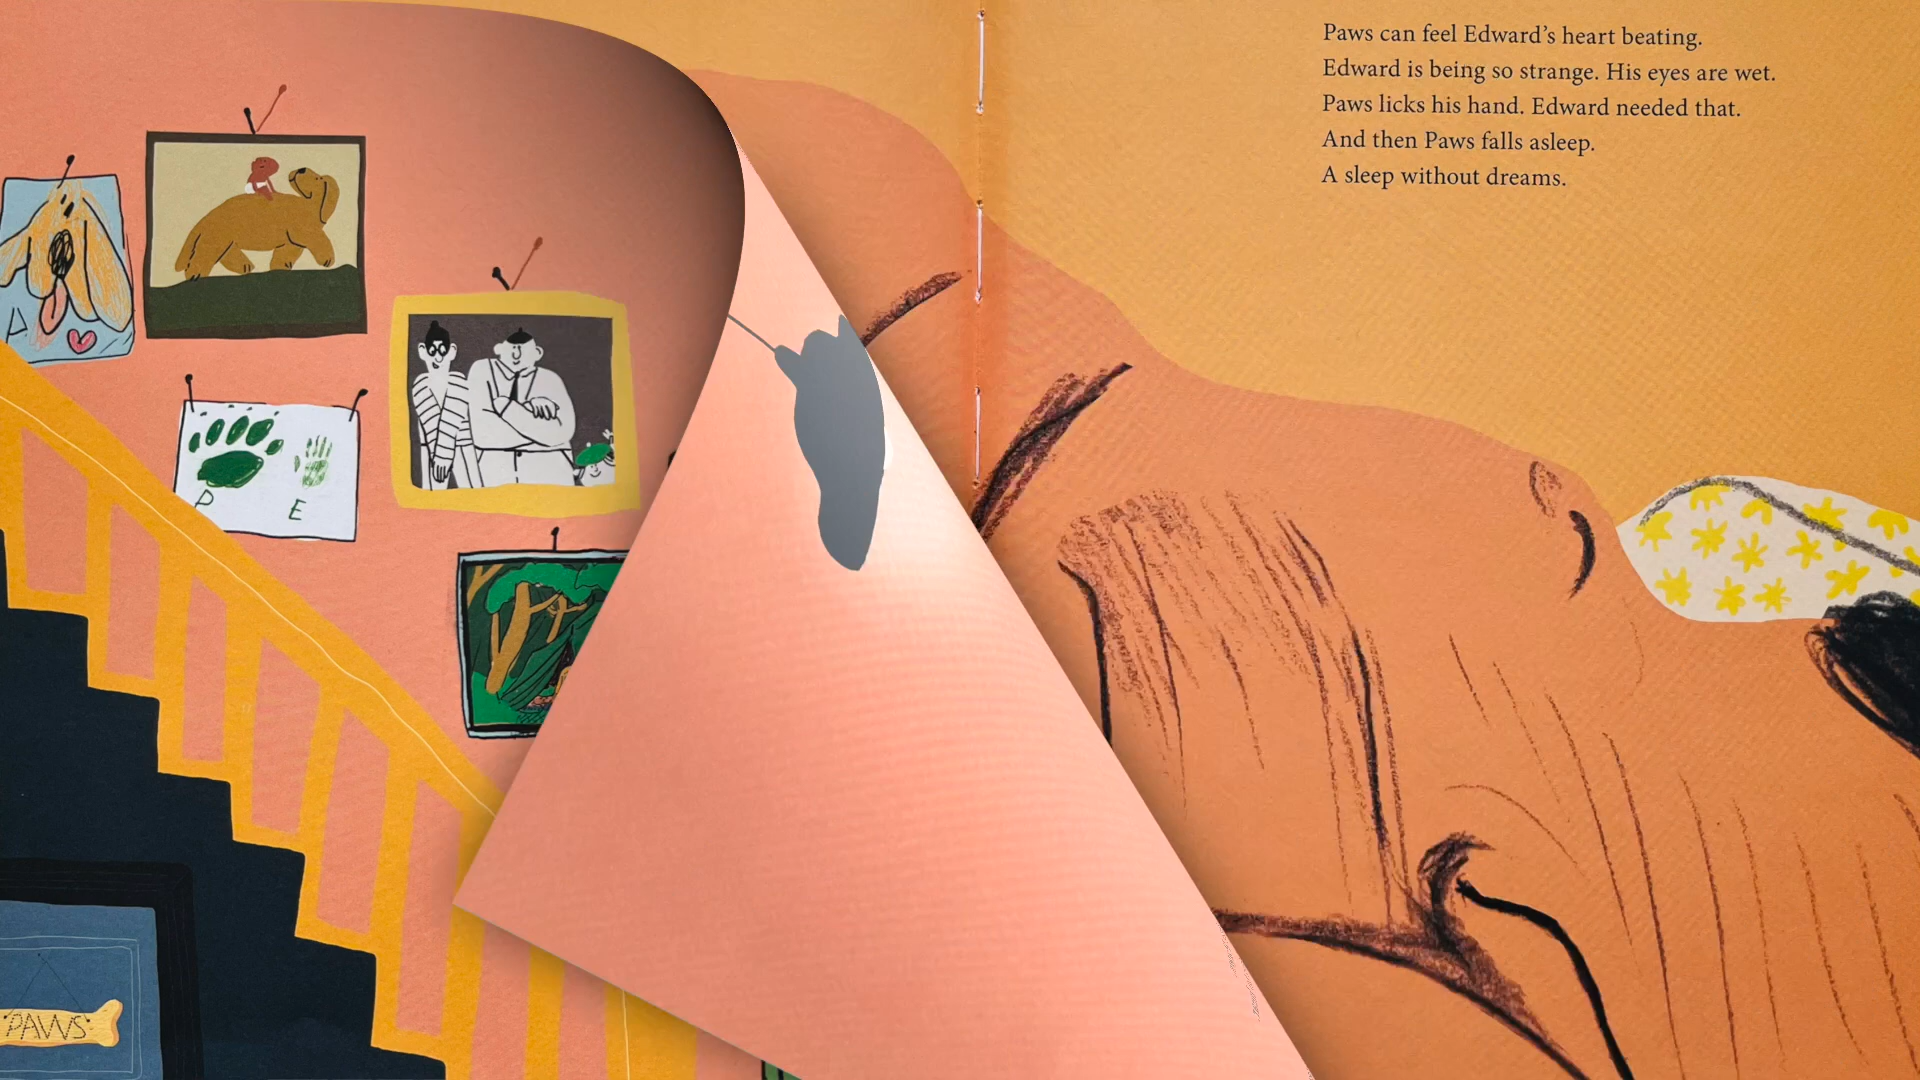 P
P
E
PAWS
Paws can feel Edward’s heart beating.
Edward is being so strange. His eyes are wet.
Paws licks his hand. Edward needed that.
And then Paws falls asleep.
A sleep without dreams.